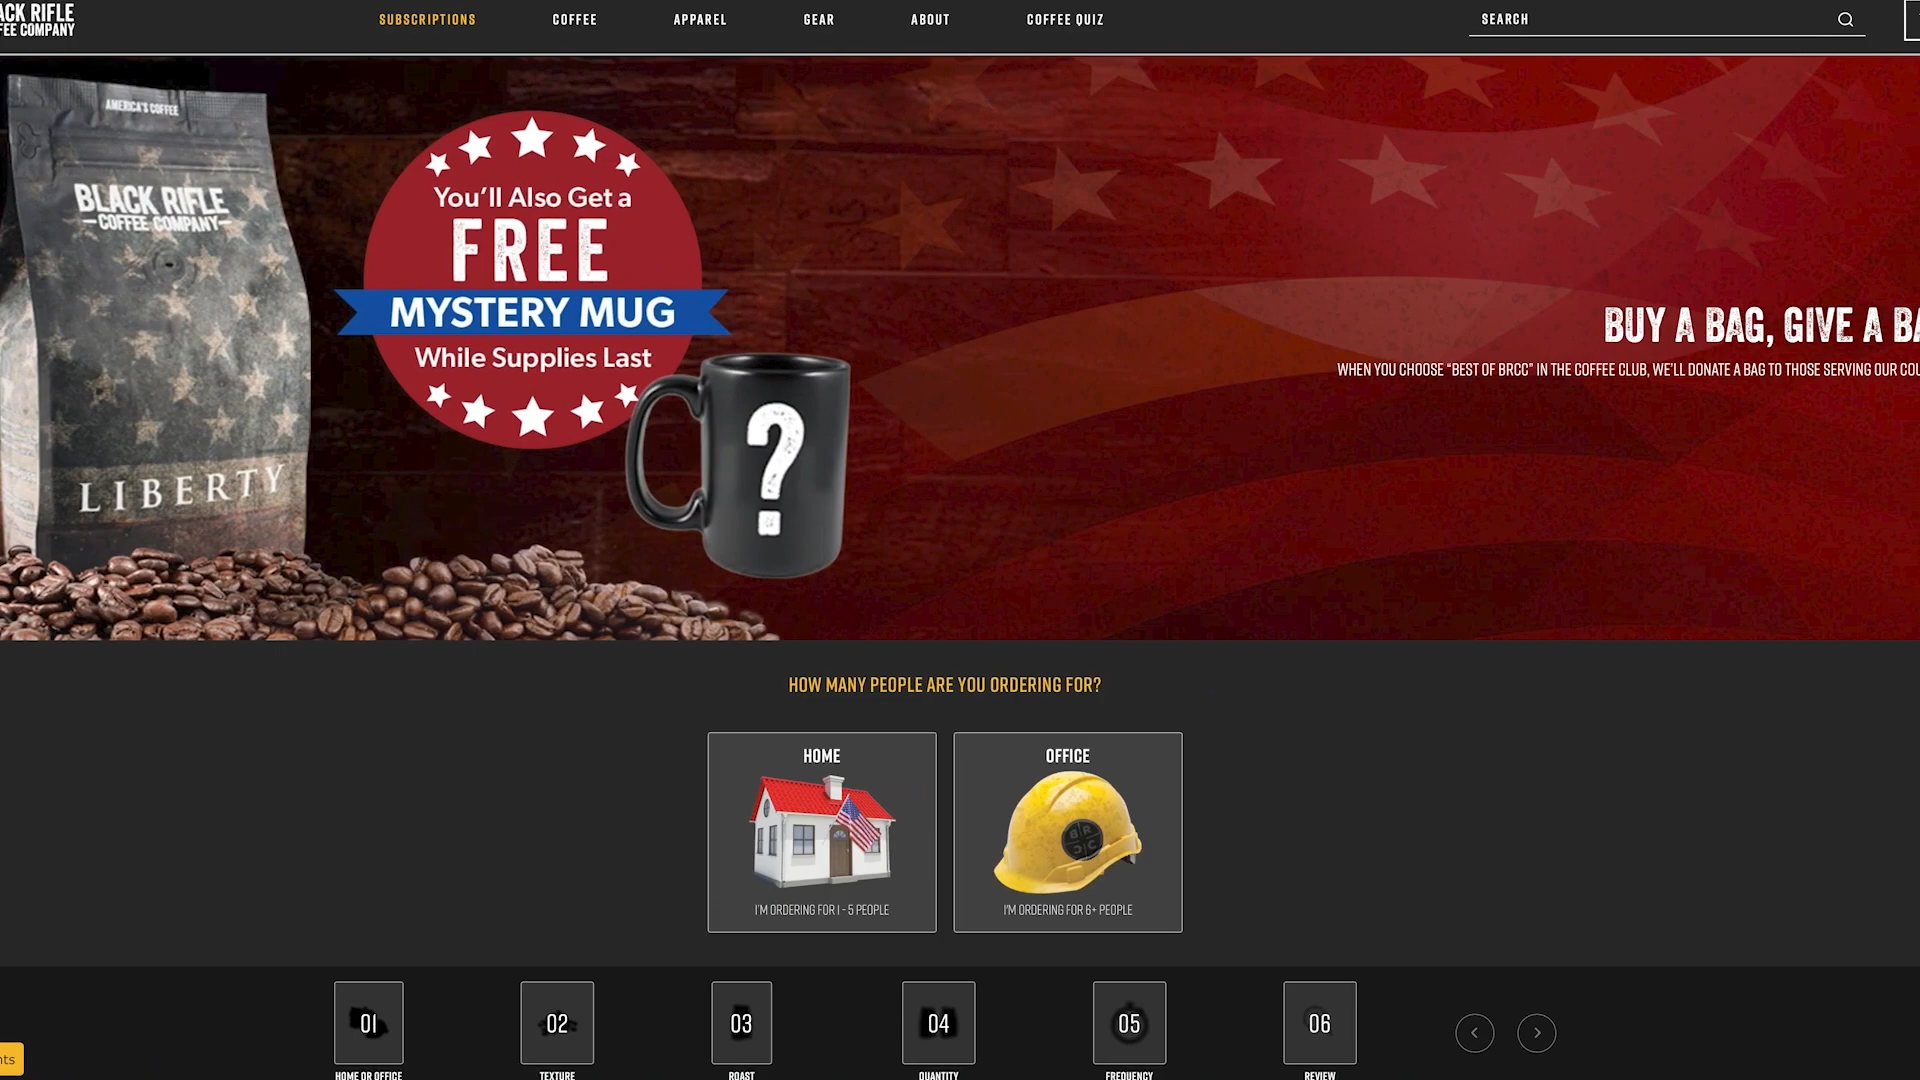 ACK RIFLE
FEE COMPANY
SUBSCRIPTIONS
COFFEE
APPAREL
GEAR
ABOUT
COFFEE QUIZ
SEARCH
AMERICA'S COFFEE
BLACK RIFLE
COFFEE COMPANY
LIBERTY
You'll Also Get a
FREE
MYSTERY MUG
While Supplies Last
?
BUY A BAG, GIVE A BA
WHEN YOU CHOOSE “BEST OF BRCC” IN THE COFFEE CLUB, WE'LL DONATE A BAG TO THOSE SERVING OUR COU
HOW MANY PEOPLE ARE YOU ORDERING FOR?
HOME
I'M ORDERING FOR 1 - 5 PEOPLE
OFFICE
BR
CC
I'M ORDERING FOR 6+ PEOPLE
01
02
03
04
05
06
nts
HOME OR OFFICE
TEXTURE
ROAST
QUANTITY
FREQUENCY
REVIEW